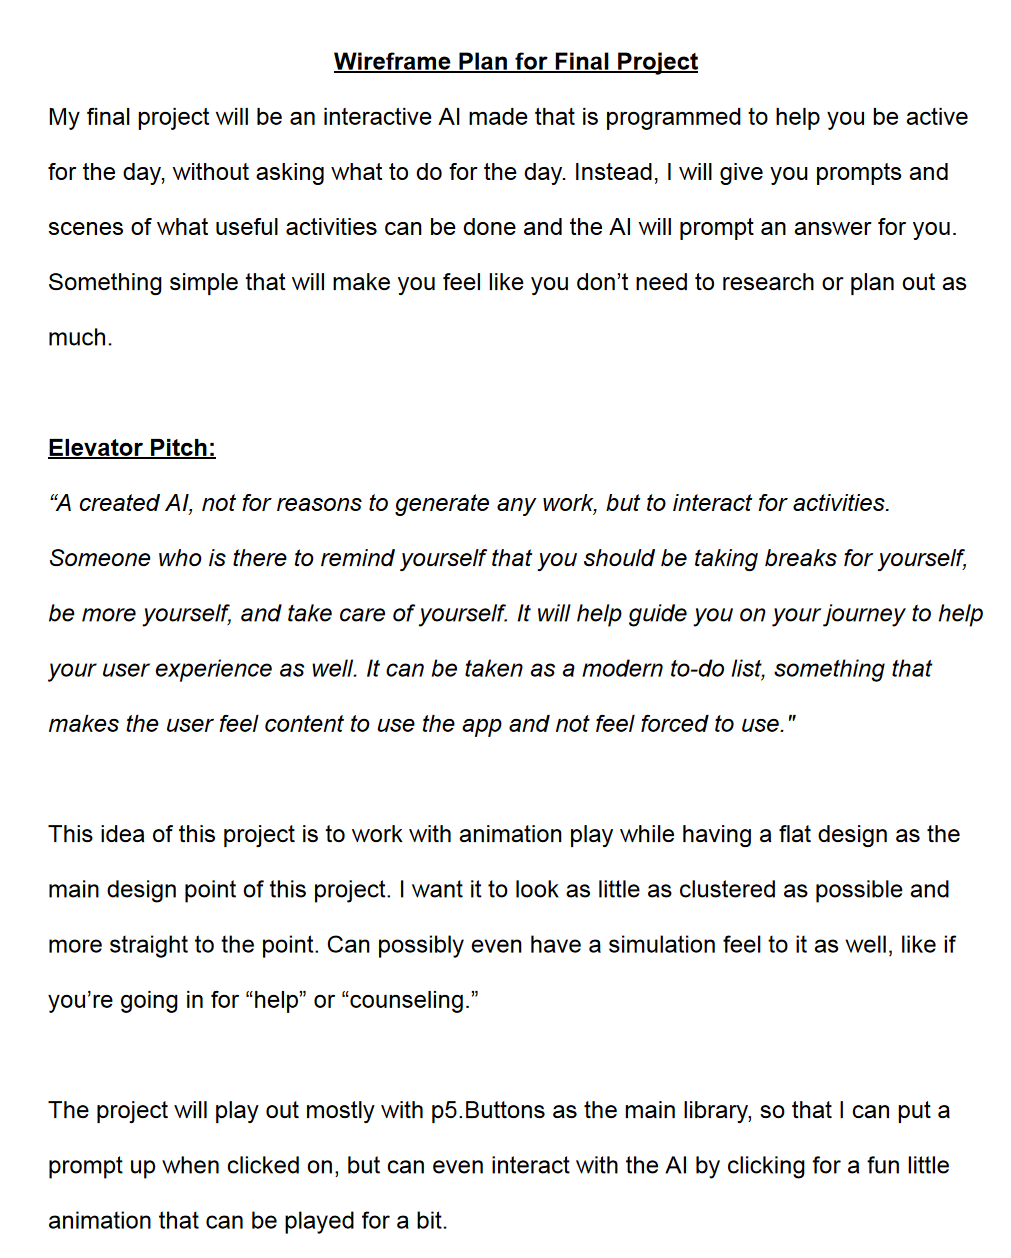 Wireframe Plan for Final Project
My final project will be an interactive AI made that is programmed to help you be active
for the day, without asking what to do for the day. Instead, I will give you prompts and
scenes of what useful activities can be done and the AI will prompt an answer for you.
Something simple that will make you feel like you don’t need to research or plan out as
much.
Elevator Pitch:
“A created AI, not for reasons to generate any work, but to interact for activities.
Someone who is there to remind yourself that you should be taking breaks for yourself,
be more yourself, and take care of yourself. It will help guide you on your journey to help
your user experience as well. It can be taken as a modern to-do list, something that
makes the user feel content to use the app and not feel forced to use."
This idea of this project is to work with animation play while having a flat design as the
main design point of this project. I want it to look as little as clustered as possible and
more straight to the point. Can possibly even have a simulation feel to it as well, like if
you’re going in for “help” or “counseling.”
The project will play out mostly with p5.Buttons as the main library, so that I can put a
prompt up when clicked on, but can even interact with the AI by clicking for a fun little
animation that can be played for a bit.